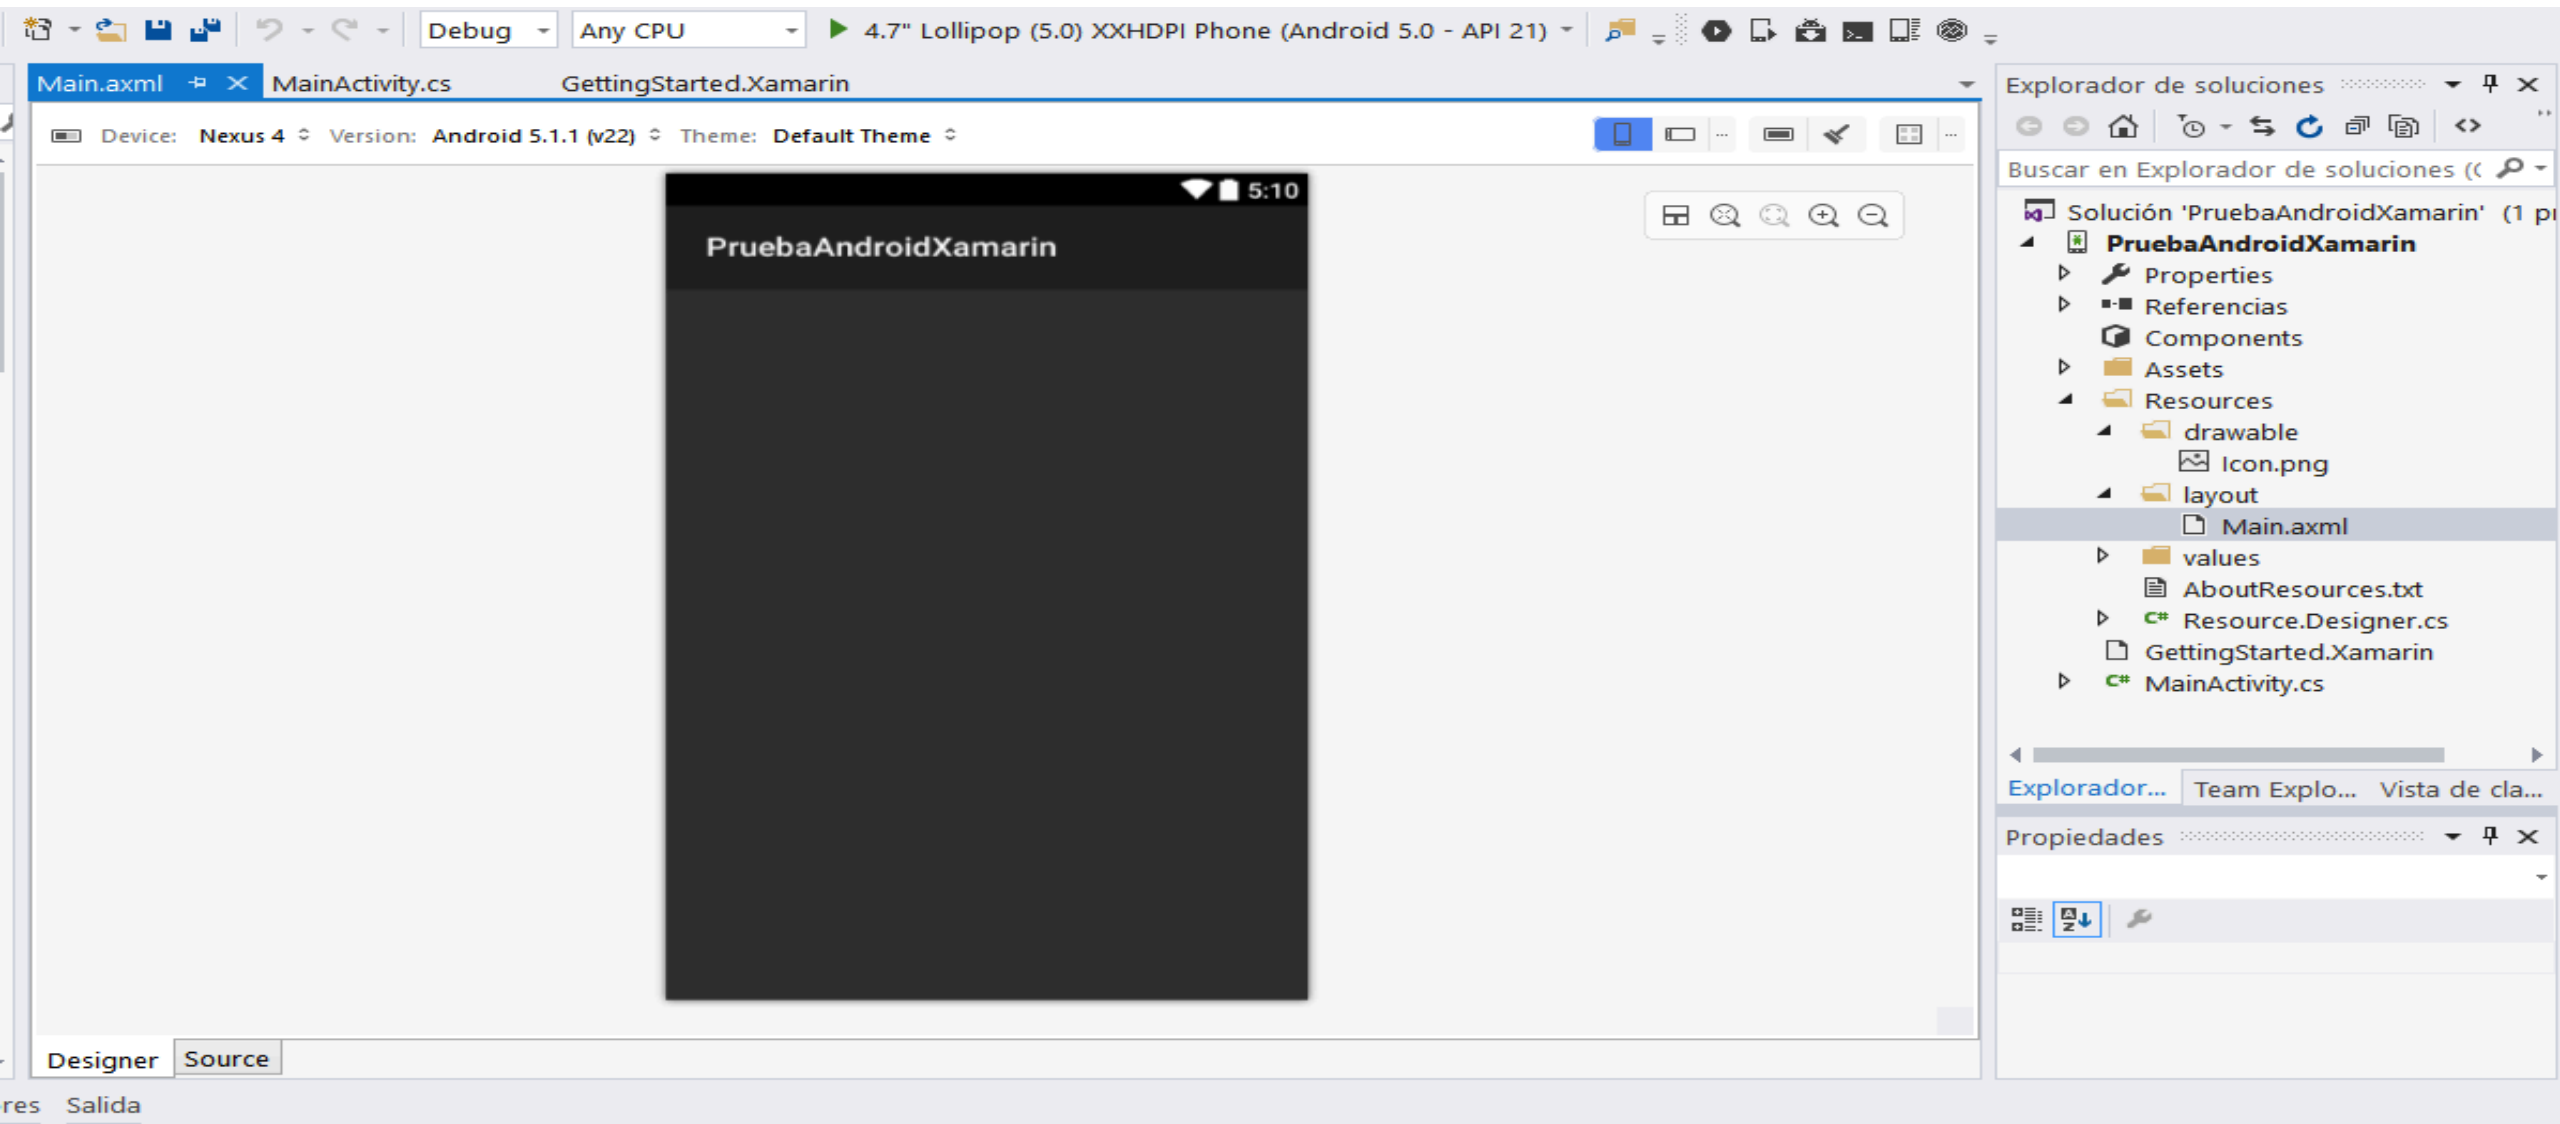 Debug Any CPU 4.7" Lollipop (5.0) XXHDPI Phone (Android 5.0 - API 21)
Main.axml MainActivity.cs GettingStarted.Xamarin
Device: Nexus 4 Version: Android 5.1.1 (v22) Theme: Default Theme
5:10
PruebaAndroidXamarin
Designer Source
res Salida
Explorador de soluciones
Buscar en Explorador de soluciones ((
Solución 'PruebaAndroidXamarin' (1 pr
PruebaAndroidXamarin
Properties
Referencias
Components
Assets
Resources
drawable
Icon.png
layout
Main.axml
values
AboutResources.txt
C# Resource.Designer.cs
GettingStarted.Xamarin
C# MainActivity.cs
Explorador... Team Explo... Vista de cla...
Propiedades